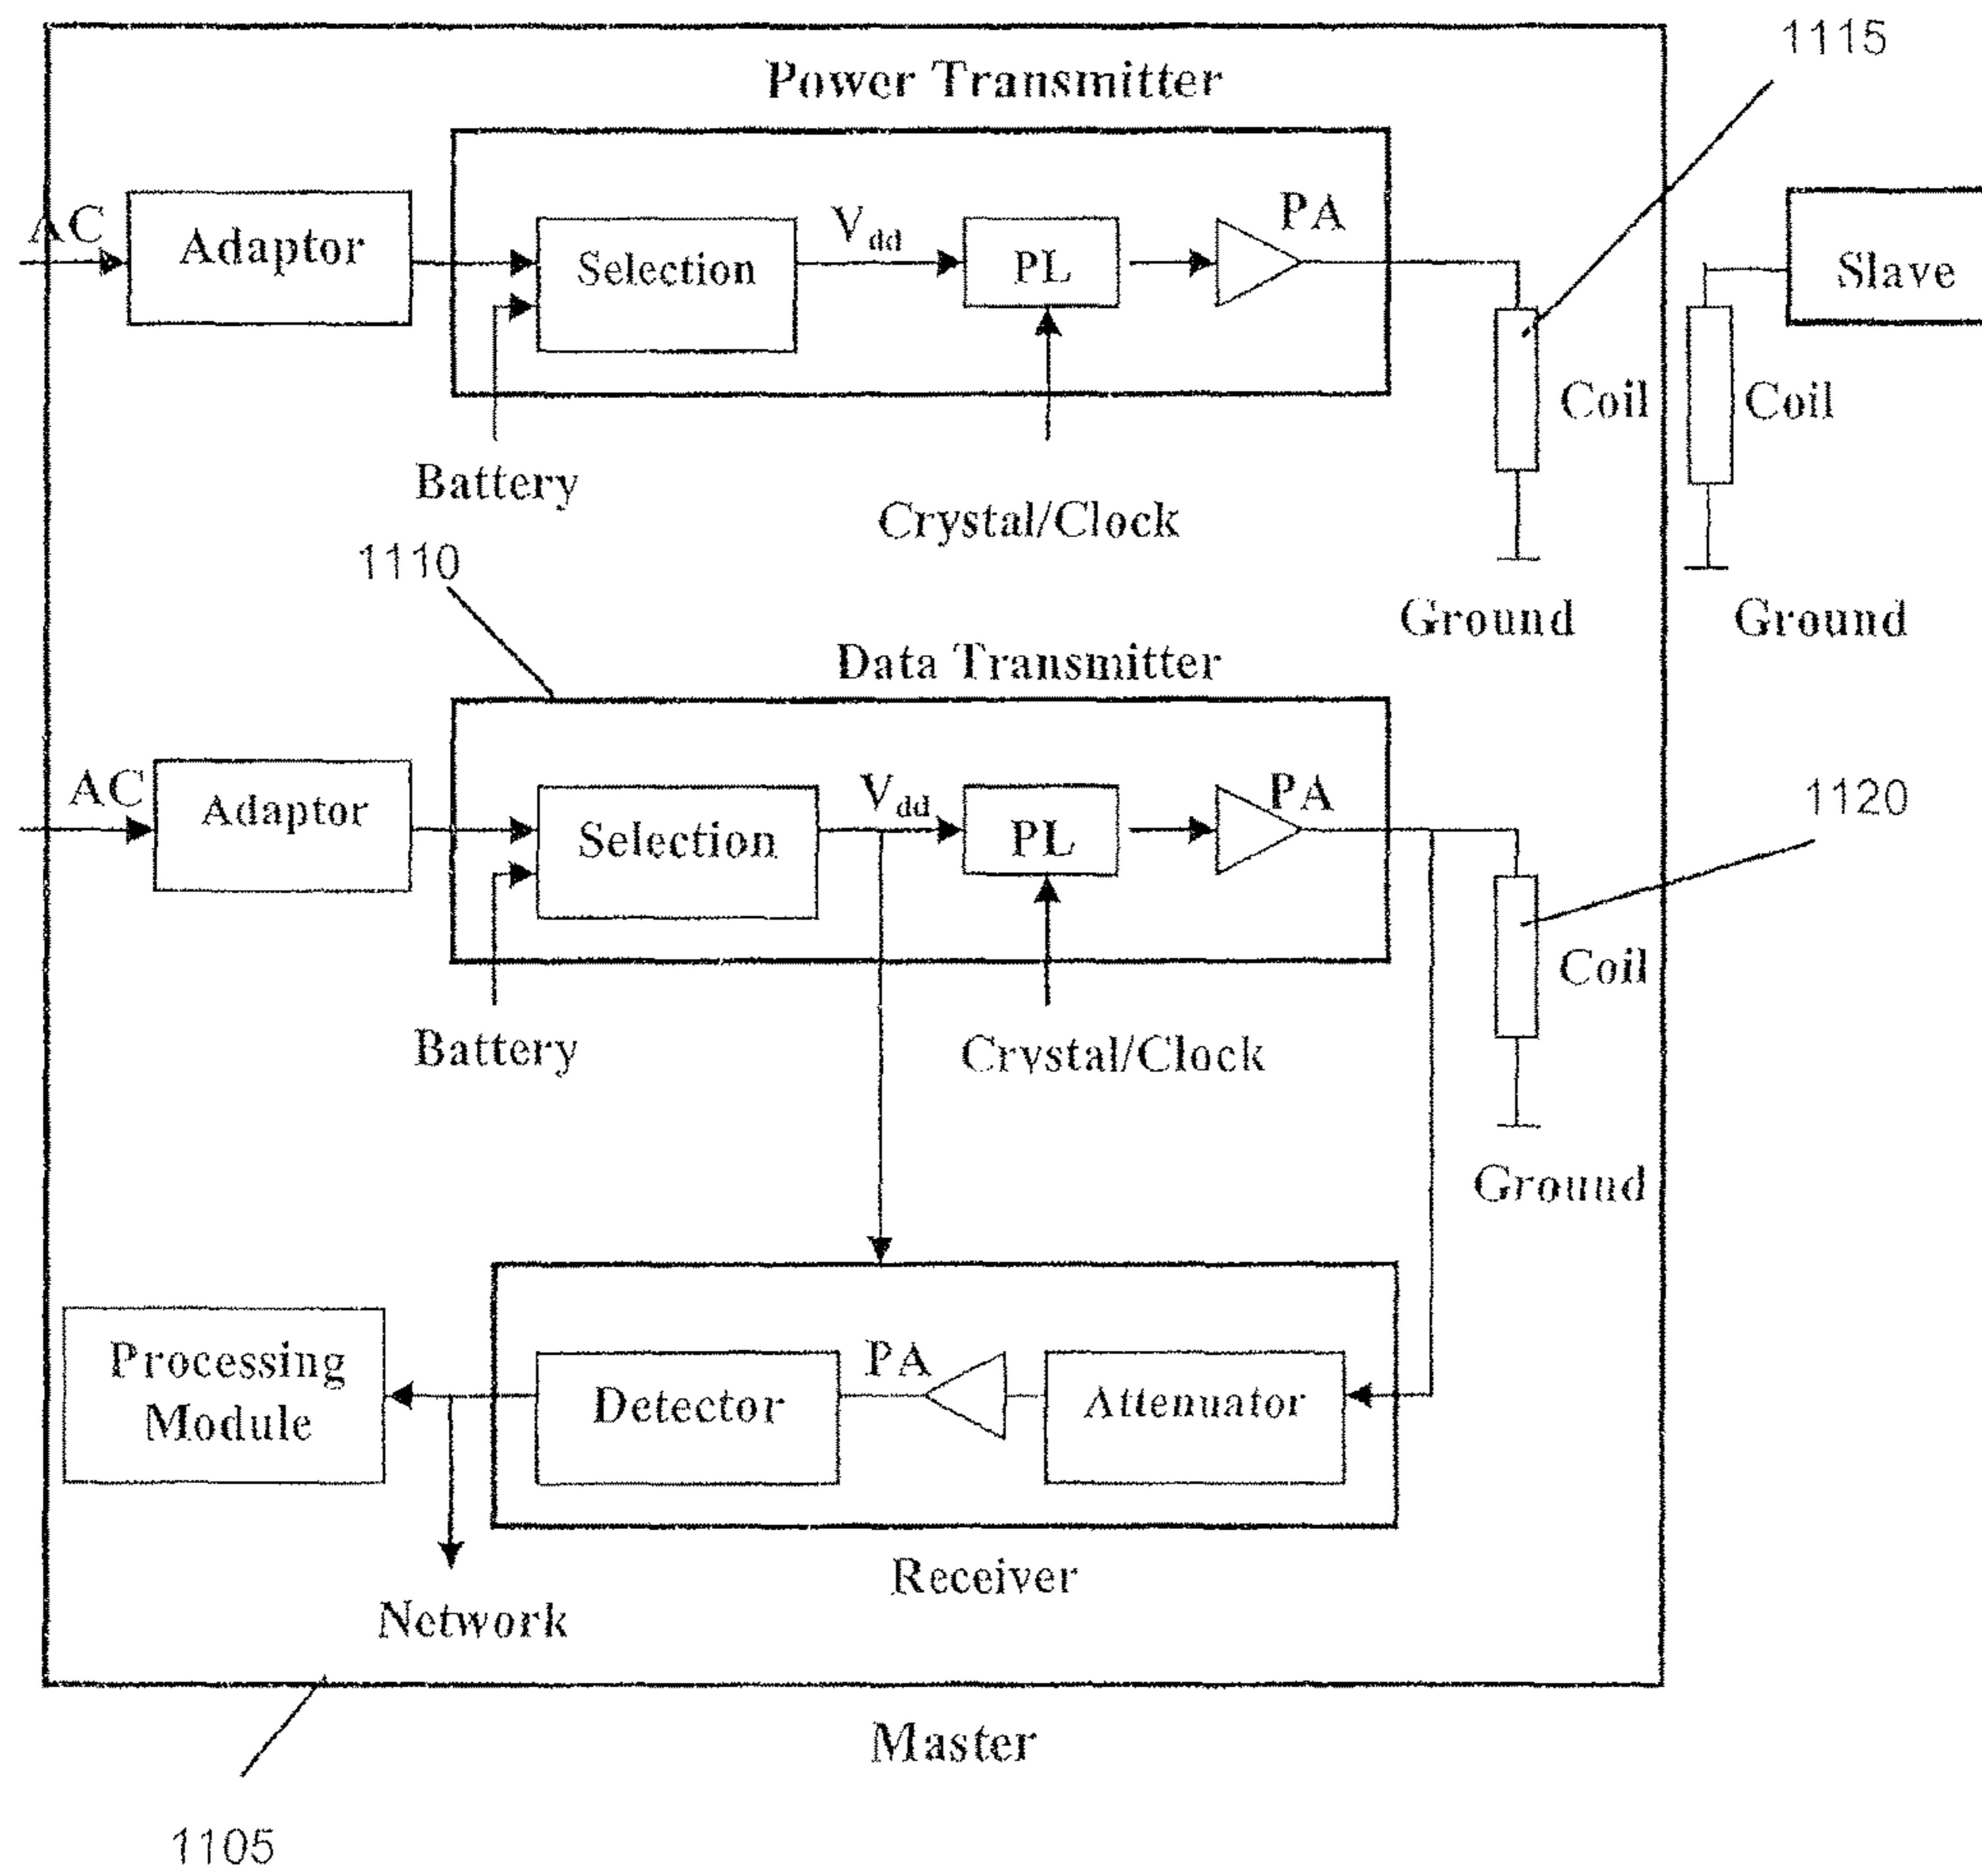 1115
Power Transmitter
AC
Adaptor
Selection
Vdd
PL
PA
Slave
Coil
Coil
Battery
Crystal/Clock
1110
Ground
Ground
Data Transmitter
AC
Adaptor
Selection
Vdd
PL
PA
1120
Coil
Battery
Crystal/Clock
Ground
Processing
Module
Detector
PA
Attenuator
Receiver
Network
Master
1105